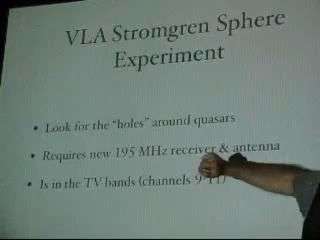 VLA Stromgren Sphere
Experiment
• Look for the "holes" around quasars
• Requires new 195 MHz receiver & antenna
• Is in the TV bands (channels 9-11)